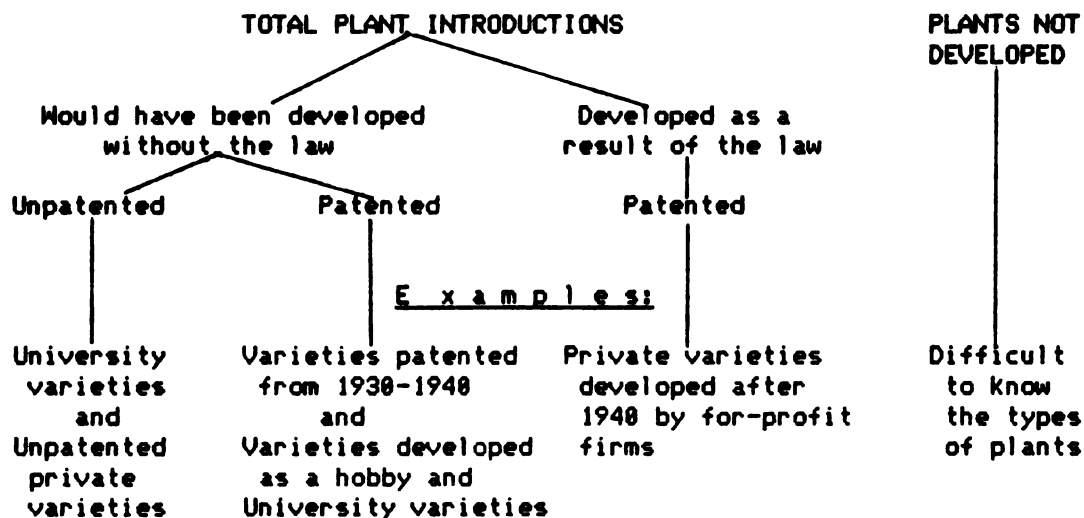 TOTAL PLANT INTRODUCTIONS
PLANTS NOT
DEVELOPED
Would have been developed
without the law
Developed as a
result of the law
Unpatented
Patented
Patented
E x a m p l e s:
University
varieties
and
Unpatented
private
varieties
Varieties patented
from 1930-1940
and
Varieties developed
as a hobby and
University varieties
Private varieties
developed after
1940 by for-profit
firms
Difficult
to know
the types
of plants